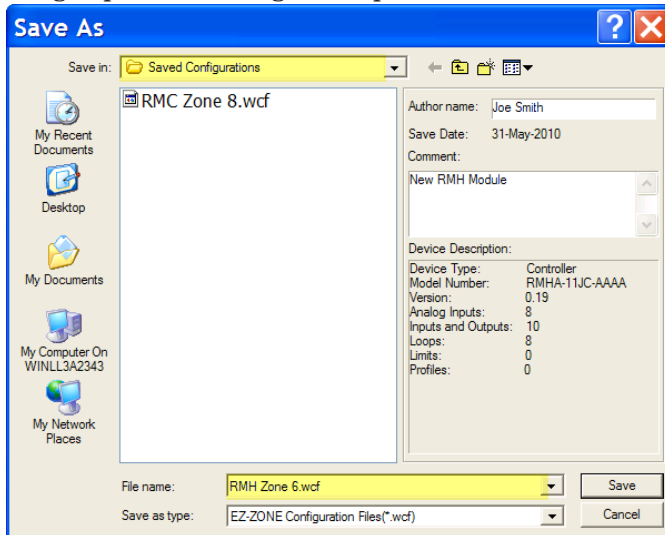 Save As
Save in:
Saved Configurations
RMC Zone 8.wcf
My Recent
Documents
Desktop
My Documents
My Computer On
WINLL3A2343
My Network
Places
Author name: Joe Smith
Save Date: 31-May-2010
Comment:
New RMH Module
Device Description:
Device Type: Controller
Model Number: RMHA-11JC-AAAA
Version: 0.19
Analog Inputs: 8
Inputs and Outputs: 10
Loops: 8
Limits: 0
Profiles: 0
File name: RMH Zone 6.wcf
Save
Save as type: EZ-ZONE Configuration Files(*.wcf)
Cancel